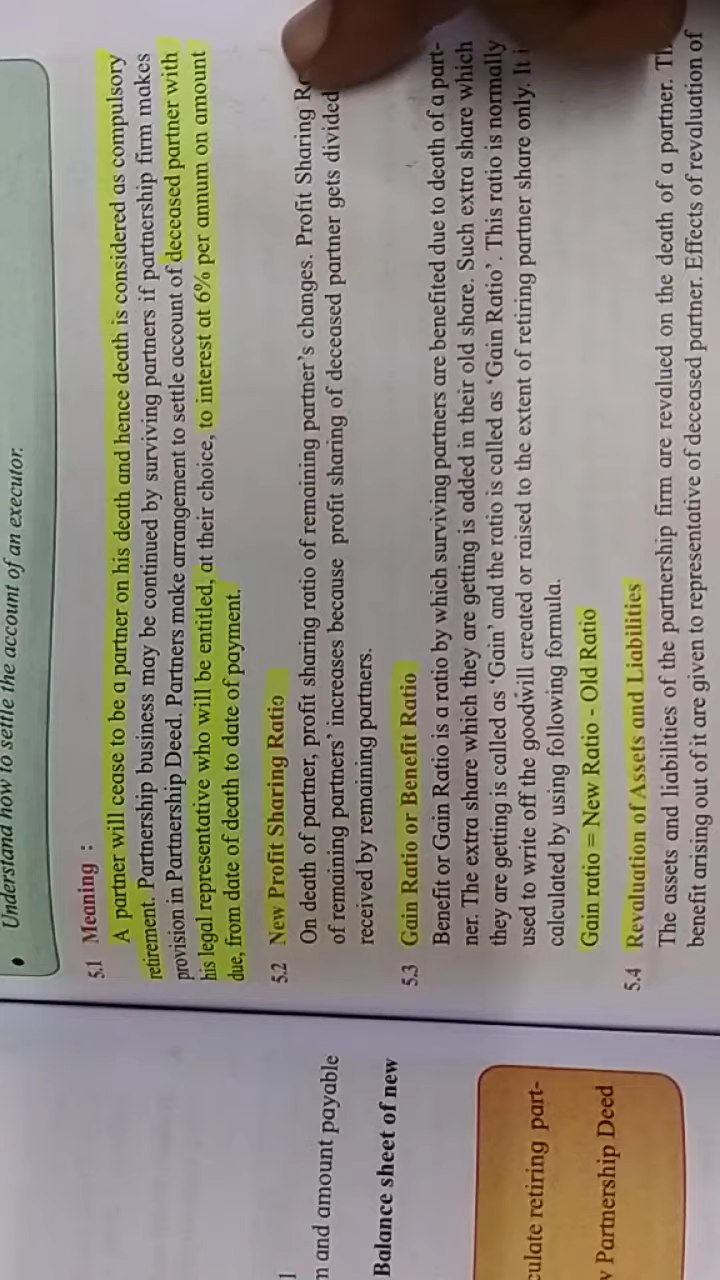 • Understand how to settle the account of an executor.
5.1 Meaning :
A partner will cease to be a partner on his death and hence death is considered as compulsory
retirement. Partnership business may be continued by surviving partners if partnership firm makes
provision in Partnership Deed. Partners make arrangement to settle account of deceased partner with
his legal representative who will be entitled, at their choice, to interest at 6% per annum on amount
due, from date of death to date of payment.
5.2 New Profit Sharing Ratio
On death of partner, profit sharing ratio of remaining partner's changes. Profit Sharing
of remaining partners' increases because profit sharing of deceased partner gets divided
received by remaining partners.
5.3 Gain Ratio or Benefit Ratio
Benefit or Gain Ratio is a ratio by which surviving partners are benefited due to death of a part-
ner. The extra share which they are getting is added in their old share. Such extra share which
they are getting is called as 'Gain' and the ratio is called as 'Gain Ratio'. This ratio is normally
used to write off the goodwill created or raised to the extent of retiring partner share only. It
calculated by using following formula.
Gain ratio = New Ratio - Old Ratio
5.4 Revaluation of Assets and Liabilities
The assets and liabilities of the partnership firm are revalued on the death of a partner.
benefit arising out of it are given to representative of deceased partner. Effects of revaluation of
and amount payable
Balance sheet of new
retiring part-
Partnership Deed